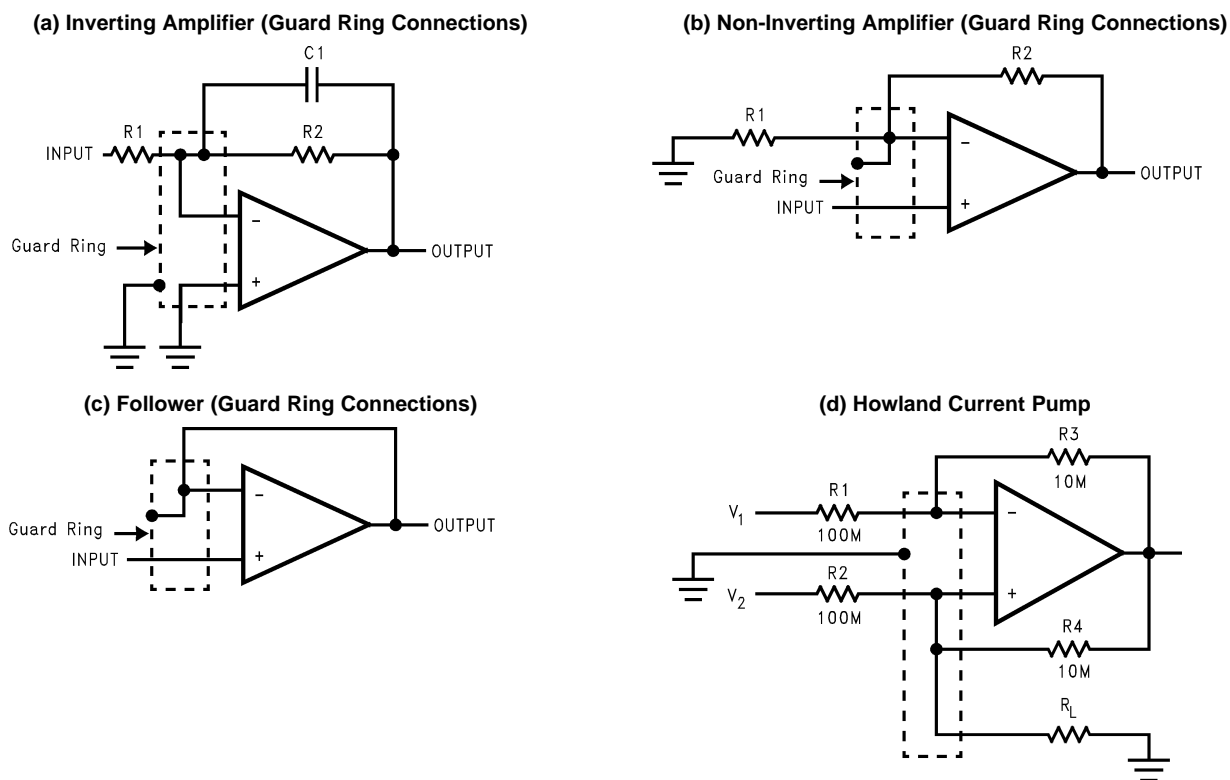 (a) Inverting Amplifier (Guard Ring Connections)
C1
R1
R2
INPUT
-
Guard Ring
+
OUTPUT
(b) Non-Inverting Amplifier (Guard Ring Connections)
R2
R1
-
Guard Ring
OUTPUT
INPUT
+
(c) Follower (Guard Ring Connections)
-
Guard Ring
OUTPUT
INPUT
+
(d) Howland Current Pump
R3
10M
R1
V1
100M
-
R2
V2
100M
+
R4
10M
RL